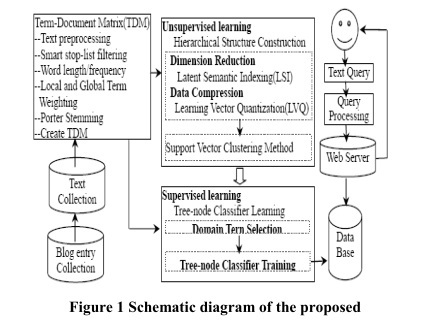 Term-Document Matrix(TDM)
--Text preprocessing
--Smart stop-list filtering
--Word length/frequency
--Local and Global Term
Weighting
--Porter Stemming
--Create TDM
Text
Collection
Blog entry
Collection
Unsupervised learning
Hierarchical Structure Construction
Dimension Reduction
Latent Semantic Indexing(LSI)
Data Compression
Learning Vector Quantization(LVQ)
Support Vector Clustering Method
Supervised learning
Tree-node Classifier Learning
Domain Tern Selection
Tree-node Classifier Training
Text Query
Query
Processing
Web Server
Data
Base
Figure 1 Schematic diagram of the proposed